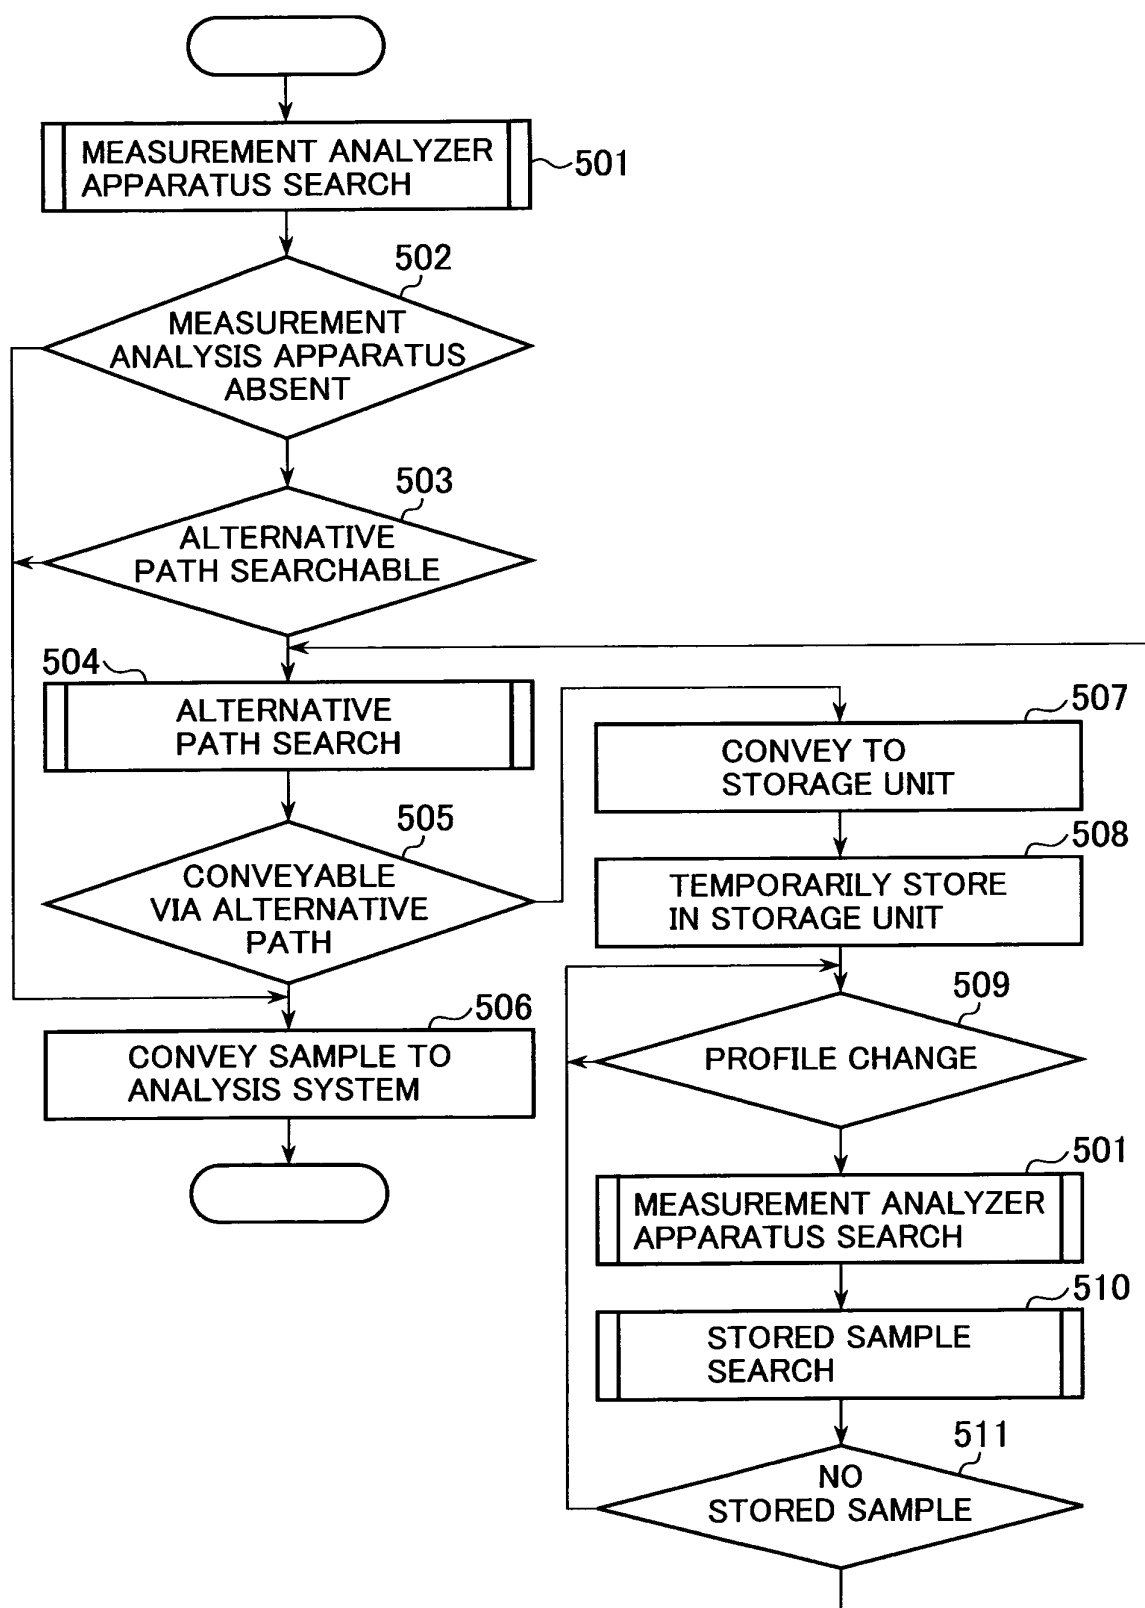 MEASUREMENT ANALYZER
APPARATUS SEARCH
501
502
MEASUREMENT
ANALYSIS APPARATUS
ABSENT
503
ALTERNATIVE
PATH SEARCHABLE
504
ALTERNATIVE
PATH SEARCH
505
CONVEYABLE
VIA ALTERNATIVE
PATH
506
CONVEY SAMPLE TO
ANALYSIS SYSTEM
507
CONVEY TO
STORAGE UNIT
508
TEMPORARILY STORE
IN STORAGE UNIT
509
PROFILE CHANGE
501
MEASUREMENT ANALYZER
APPARATUS SEARCH
510
STORED SAMPLE
SEARCH
511
NO
STORED SAMPLE